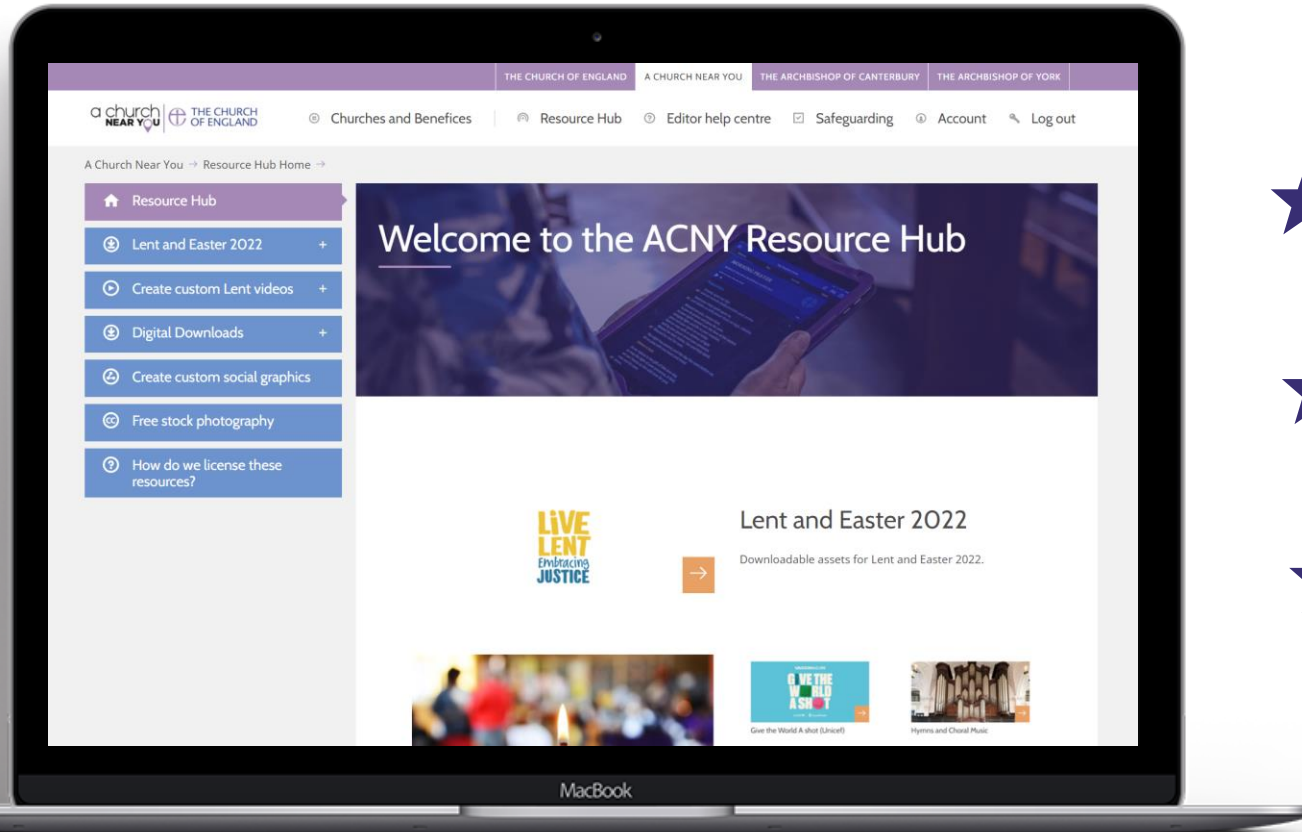 THE CHURCH OF ENGLAND
A CHURCH NEAR YOU
THE ARCHBISHOP OF CANTERBURY
THE ARCHBISHOP OF YORK
a church
NEAR YOU
THE CHURCH
OF ENGLAND
Churches and Benefices
Resource Hub
Editor help centre
Safeguarding
Account
Log out
A Church Near You → Resource Hub Home →
Resource Hub
Lent and Easter 2022 +
Create custom Lent videos +
Digital Downloads +
Create custom social graphics
Free stock photography
How do we license these
resources?
Welcome to the ACNY Resource Hub
LiVE
LENT
Embracing
JUSTICE
Lent and Easter 2022
Downloadable assets for Lent and Easter 2022.
GIVE THE
WORLD
A SHOT
Give the World A shot (Unicef)
Hymns and Choral Music
MacBook